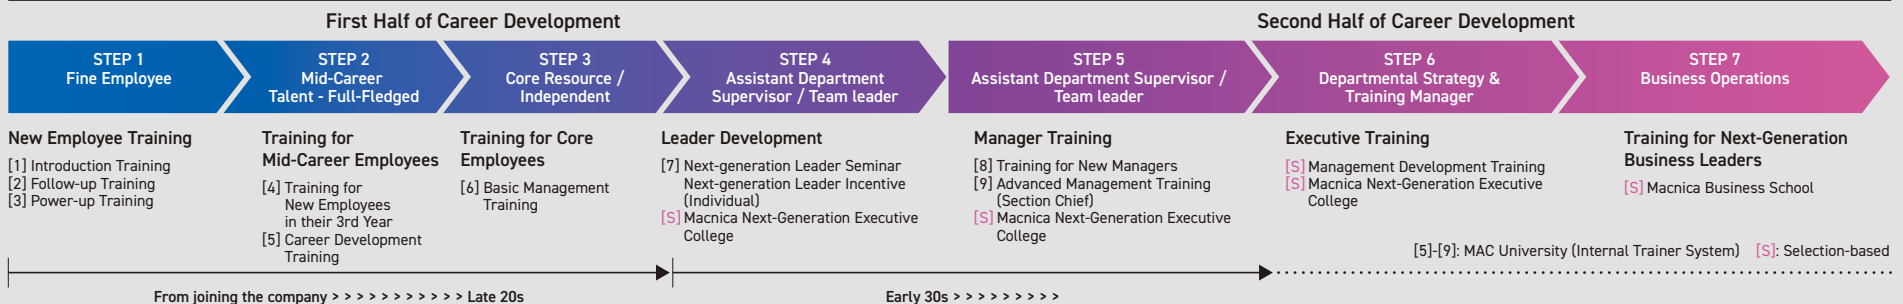 First Half of Career Development
Second Half of Career Development
STEP 1
Fine Employee
STEP 2
Mid-Career
Talent - Full-Fledged
STEP 3
Core Resource /
Independent
STEP 4
Assistant Department
Supervisor / Team leader
STEP 5
Assistant Department Supervisor /
Team leader
STEP 6
Departmental Strategy &
Training Manager
STEP 7
Business Operations
New Employee Training
[1] Introduction Training
[2] Follow-up Training
[3] Power-up Training
Training for
Mid-Career Employees
[4] Training for
New Employees
in their 3rd Year
[5] Career Development
Training
Training for Core
Employees
[6] Basic Management
Training
Leader Development
[7] Next-generation Leader Seminar
Next-generation Leader Incentive
(Individual)
[S] Macnica Next-Generation Executive
College
Manager Training
[8] Training for New Managers
[9] Advanced Management Training
(Section Chief)
[S] Macnica Next-Generation Executive
College
Executive Training
[S] Management Development Training
[S] Macnica Next-Generation Executive
College
Training for Next-Generation
Business Leaders
[S] Macnica Business School
[5]-[9]: MAC University (Internal Trainer System) [S]: Selection-based
From joining the company > > > > > > > > > > > Late 20s
Early 30s > > > > > > > > >